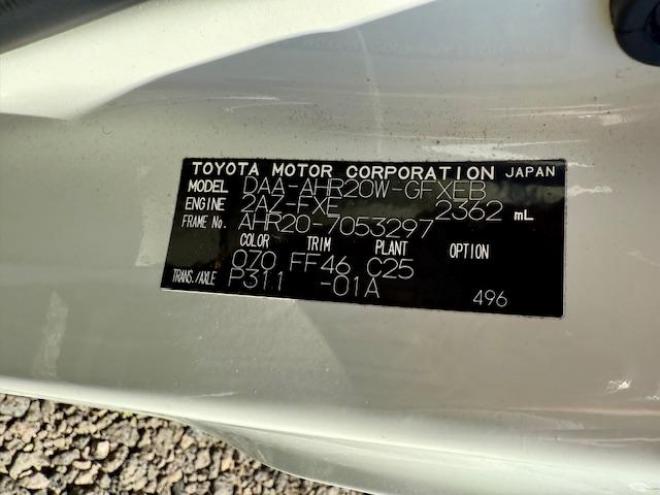 TOYOTA MOTOR CORPORATION JAPAN
MODEL DAA-AHR20W-GFXEB
ENGINE 2AZ-FXE 2362 mL
FRAME No. AHR20-7053297
COLOR TRIM PLANT OPTION
070 FF46 C25
TRANS./AXLE P311 -01A
496